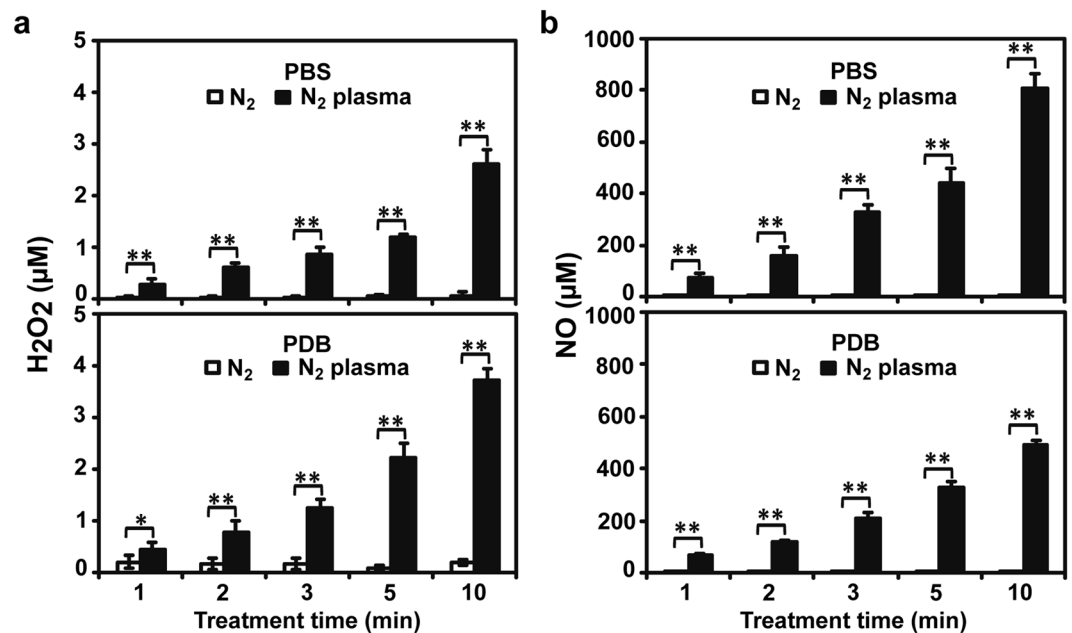 a
H₂O₂ (µM)
5
4
3
2
1
0
PBS
N₂ N₂ plasma
**
**
**
**
**
5
4
3
2
1
0
PDB
N₂ N₂ plasma
*
**
**
**
**
1 2 3 5 10
Treatment time (min)
b
NO (µM)
1000
800
600
400
200
0
PBS
N₂ N₂ plasma
**
**
**
**
**
1000
800
600
400
200
0
PDB
N₂ N₂ plasma
**
**
**
**
**
1 2 3 5 10
Treatment time (min)